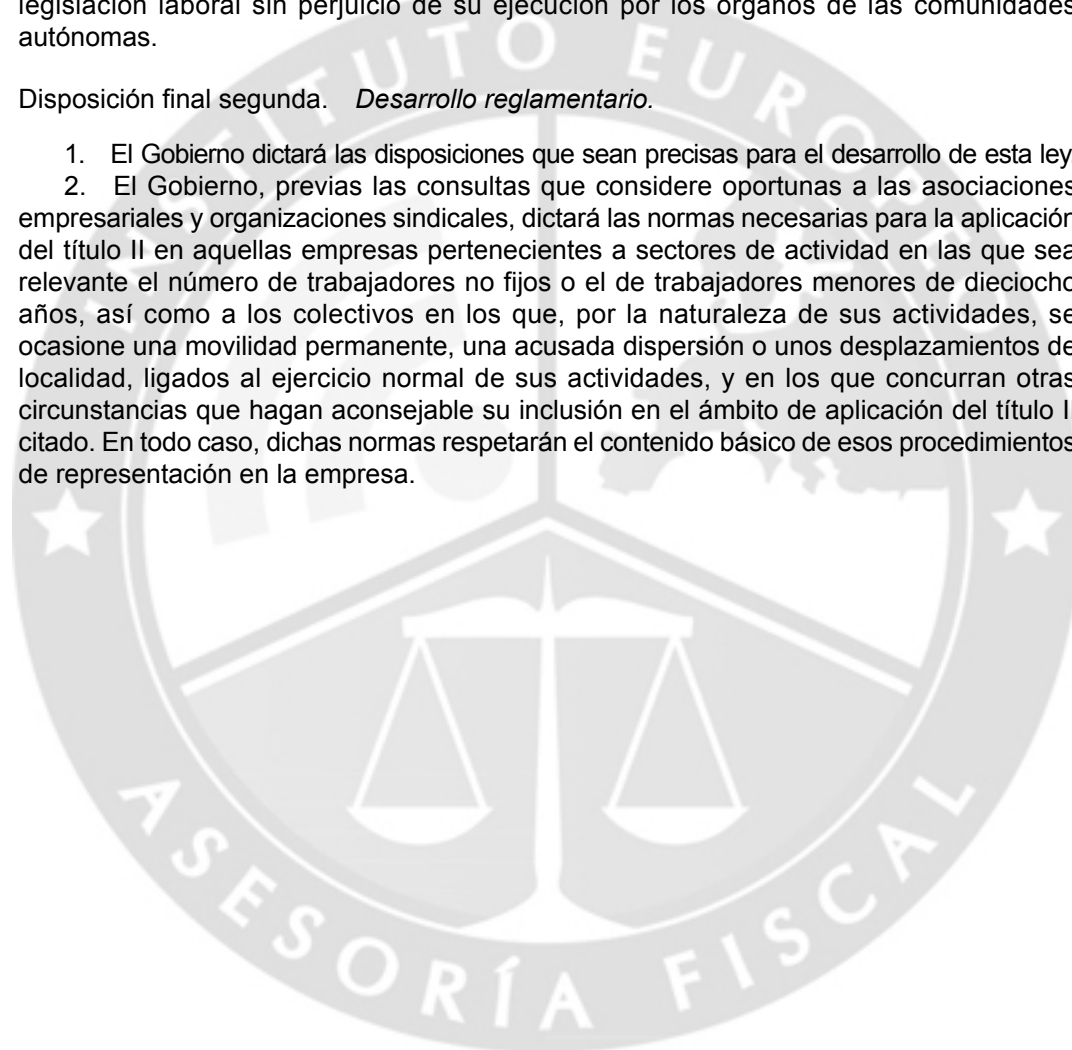 legislación laboral sin perjuicio de su ejecución por los órganos de las comunidades
autónomas.
Disposición final segunda. Desarrollo reglamentario.
1. El Gobierno dictará las disposiciones que sean precisas para el desarrollo de esta ley
2. El Gobierno, previas las consultas que considere oportunas a las asociaciones
empresariales y organizaciones sindicales, dictará las normas necesarias para la aplicación
del título II en aquellas empresas pertenecientes a sectores de actividad en las que sea
relevante el número de trabajadores no fijos o el de trabajadores menores de dieciocho
años, así como a los colectivos en los que, por la naturaleza de sus actividades, se
ocasione una movilidad permanente, una acusada dispersión o unos desplazamientos de
localidad, ligados al ejercicio normal de sus actividades, y en los que concurran otras
circunstancias que hagan aconsejable su inclusión en el ámbito de aplicación del título II
citado. En todo caso, dichas normas respetarán el contenido básico de esos procedimientos
de representación en la empresa.
INSTITUTO EUROPEO
ASESORÍA FISCAL